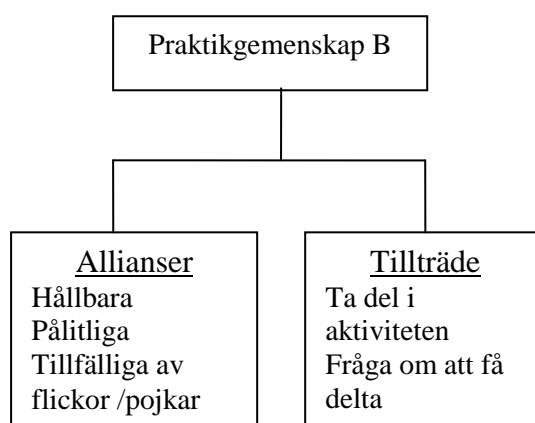 Praktikgemenskap B
Allianser
Hållbara
Pålitliga
Tillfälliga av
flickor /pojkar
Tillträde
Ta del i
aktiviteten
Fråga om att få
delta